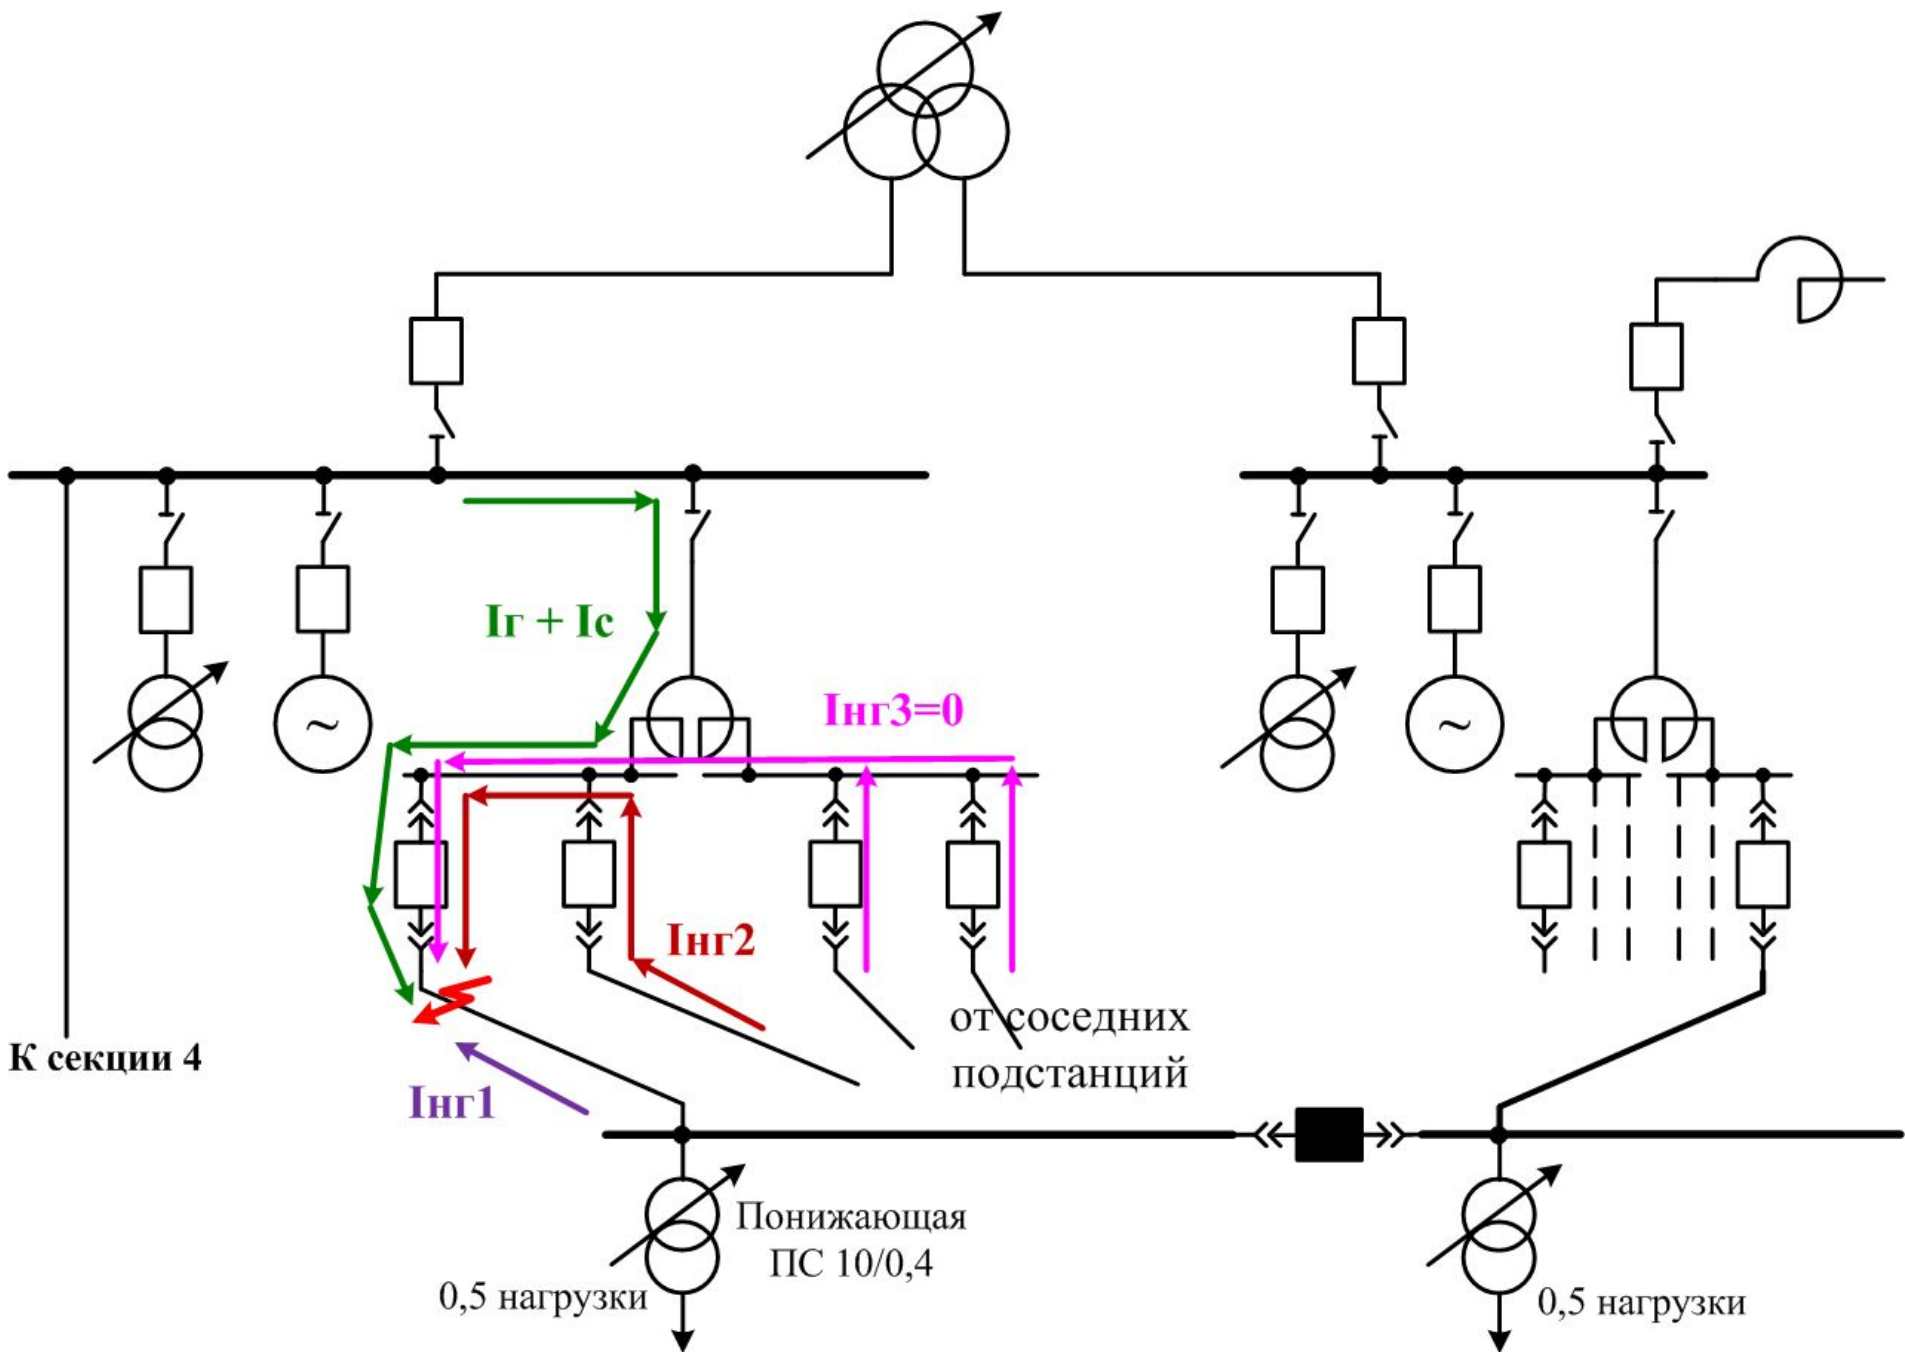 Iг + Iс
Iнг3=0
~
~
Iнг2
от соседних
подстанций
К секции 4
Iнг1
Понижающая
ПС 10/0,4
0,5 нагрузки
0,5 нагрузки